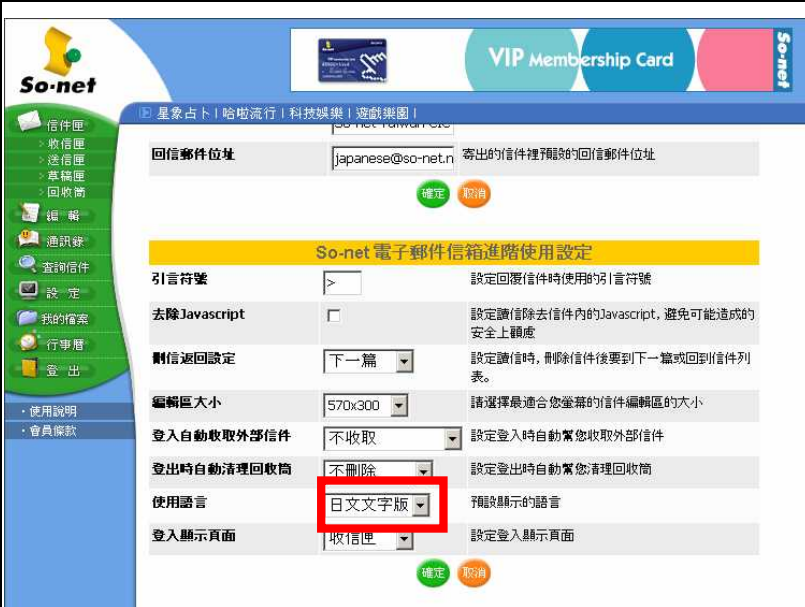 So-net
VIP Membership Card
So-net
星象占卜 | 哈啦流行 | 科技娛樂 | 遊戲樂園 |
信件匣
收信匣
送信匣
草稿匣
回收筒
編輯
通訊錄
查詢信件
設定
我的檔案
行事曆
登出
使用說明
會員條款
回信郵件位址
japanese@so-net.n
寄出的信件裡預設的回信郵件位址
確定 取消
So-net 電子郵件信箱進階使用設定
引言符號 > 設定回覆信件時使用的引言符號
去除Javascript 設定讀信除去信件內的Javascript, 避免可能造成的
安全上顧慮
刪信返回設定 下一篇 設定讀信時, 刪除信件後要到下一篇或回到信件列
表。
編輯區大小 570x300 請選擇最適合您螢幕的信件編輯區的大小
登入自動收取外部信件 不收取 設定登入時自動幫您收取外部信件
登出時自動清理回收筒 不刪除 設定登出時自動幫您清理回收筒
使用語言 日文文字版 預設顯示的語言
登入顯示頁面 收信匣 設定登入顯示頁面
確定 取消